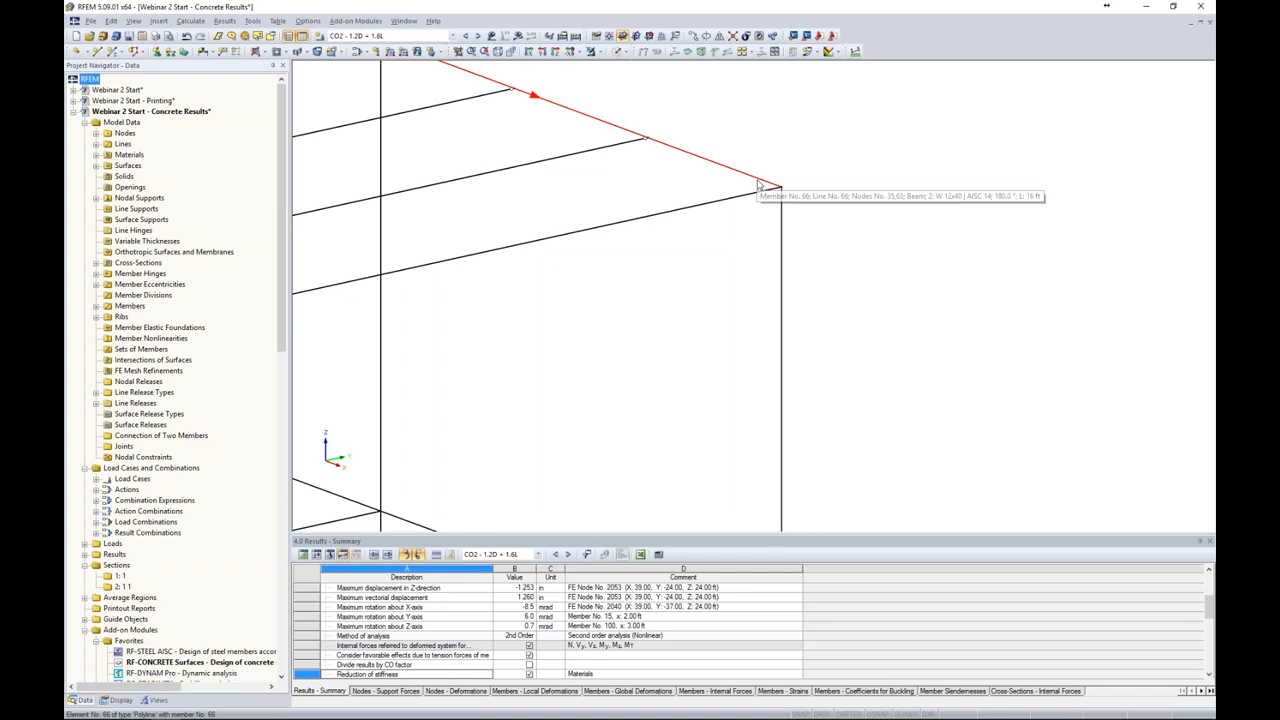 RFEM 5.09.01 x64 - [Webinar 2 Start - Concrete Results*]
File Edit View Insert Calculate Results Tools Table Options Add-on Modules Window Help
CO2 - 1.2D + 1.6L
Project Navigator - Data
RFEM
Webinar 2 Start*
Webinar 2 Start - Printing*
Webinar 2 Start - Concrete Results*
Model Data
Nodes
Lines
Materials
Surfaces
Solids
Openings
Nodal Supports
Line Supports
Surface Supports
Line Hinges
Variable Thicknesses
Orthotropic Surfaces and Membranes
Cross-Sections
Member Hinges
Member Eccentricities
Member Divisions
Members
Ribs
Member Elastic Foundations
Member Nonlinearities
Sets of Members
Intersections of Surfaces
FE Mesh Refinements
Nodal Releases
Line Release Types
Line Releases
Surface Release Types
Surface Releases
Connection of Two Members
Joints
Nodal Constraints
Load Cases and Combinations
Load Cases
Actions
Combination Expressions
Action Combinations
Load Combinations
Result Combinations
Loads
Results
Sections
1: 1
2: 1 1
Average Regions
Printout Reports
Guide Objects
Add-on Modules
Favorites
RF-STEEL AISC - Design of steel members accor
RF-CONCRETE Surfaces - Design of concrete
RF-DYNAM Pro - Dynamic analysis
Data Display Views
Member No. 66; Line No. 66; Nodes No. 35,63; Beam; 2: W 12x40 | AISC 14; 180.0 °; L: 16 ft
Z
Y
X
4.0 Results - Summary
CO2 - 1.2D + 1.6L
A B C D
Description Value Unit Comment
Maximum displacement in Z-direction -1.253 in FE Node No. 2053 (X: 39.00, Y: -24.00, Z: 24.00 ft)
Maximum vectorial displacement 1.260 in FE Node No. 2053 (X: 39.00, Y: -24.00, Z: 24.00 ft)
Maximum rotation about X-axis -8.5 mrad FE Node No. 2040 (X: 39.00, Y: -37.00, Z: 24.00 ft)
Maximum rotation about Y-axis 6.0 mrad Member No. 15, x: 2.00 ft
Maximum rotation about Z-axis 0.7 mrad Member No. 100, x: 3.00 ft
Method of analysis 2nd Order Second order analysis (Nonlinear)
Internal forces referred to deformed system for... N, Vy, Vz, My, Mz, MT
Consider favorable effects due to tension forces of me
Divide results by CO factor
Reduction of stiffness Materials
Results - Summary Nodes - Support Forces Nodes - Deformations Members - Local Deformations Members - Global Deformations Members - Internal Forces Members - Strains Members - Coefficients for Buckling Member Slendernesses Cross-Sections - Internal Forces
Element No. 66 of type 'Polyline' with member No. 66
SNAP GRID CARTES OSNAP GLINES DXF